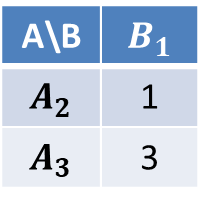 A\B B₁
A₂ 1
A₃ 3